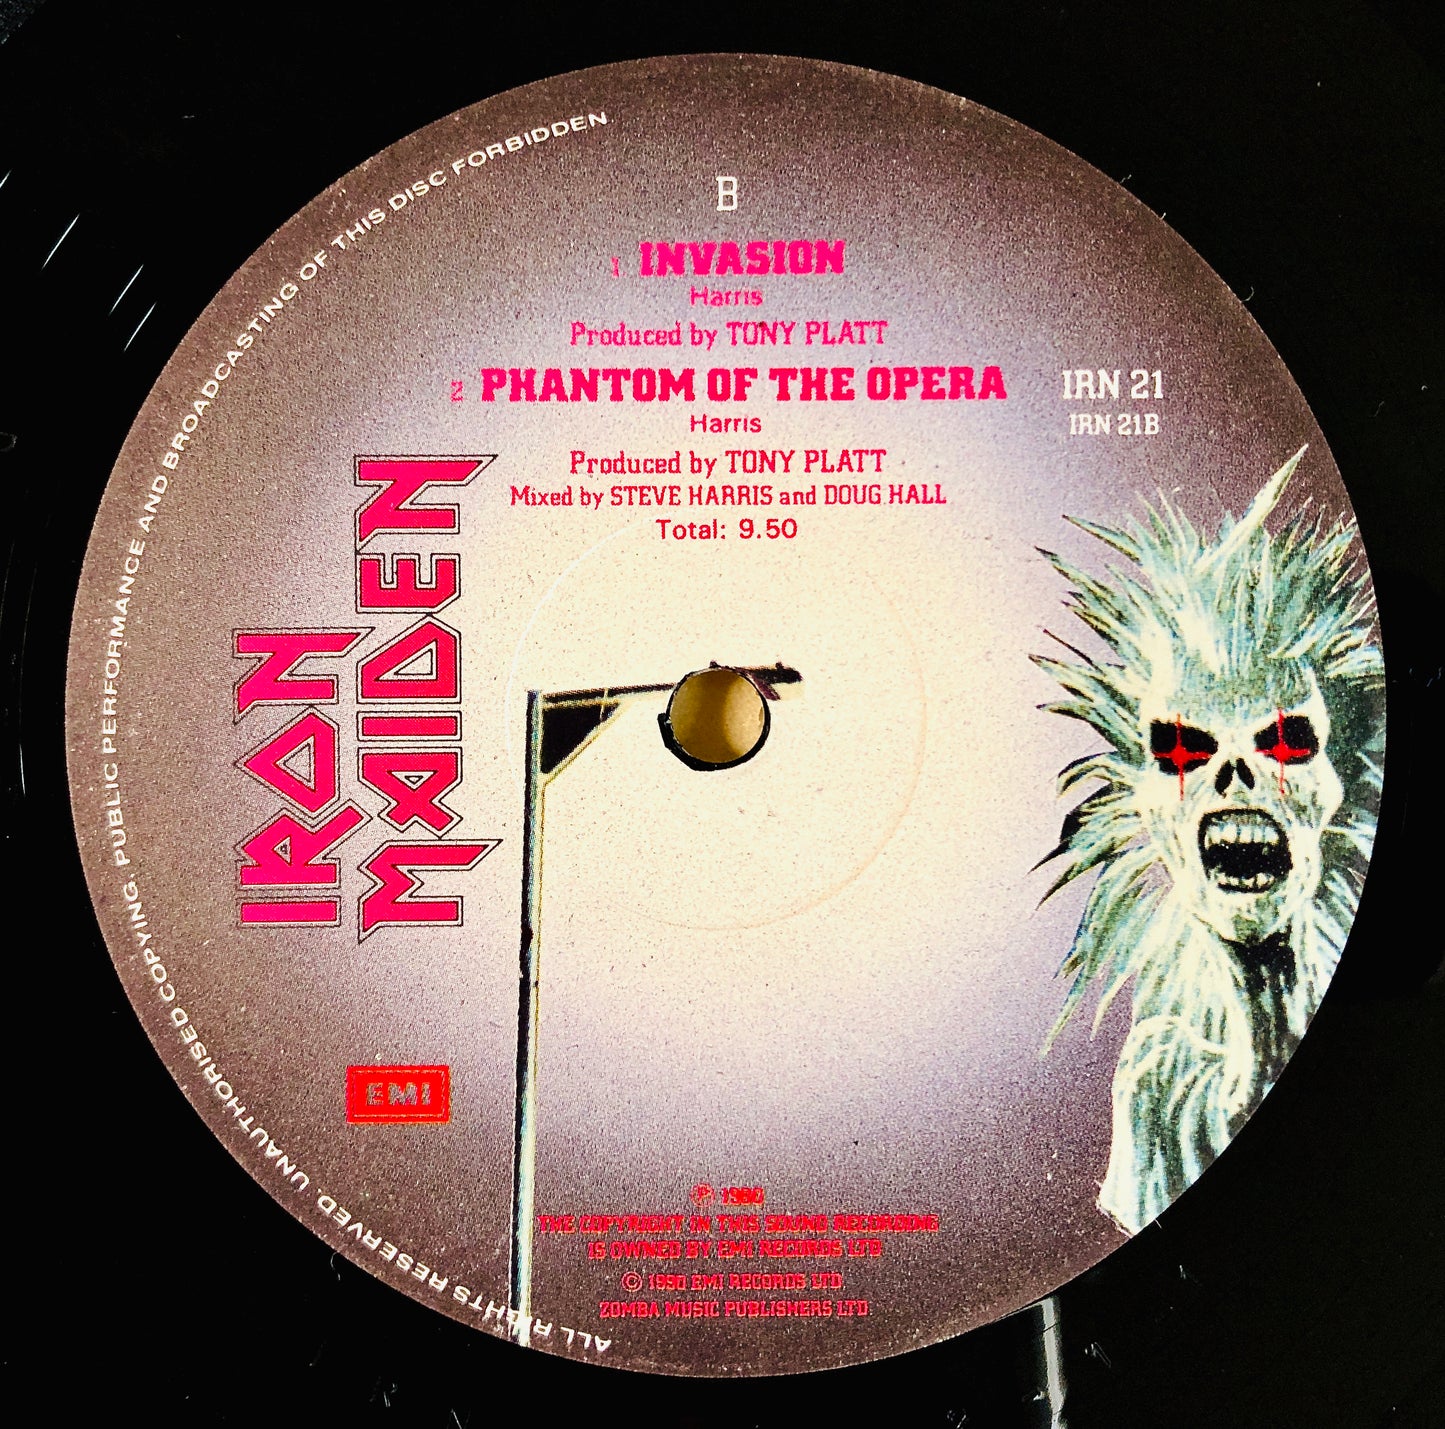 B
1 INVASION
Harris
Produced by TONY PLATT
2 PHANTOM OF THE OPERA
Harris
Produced by TONY PLATT
Mixed by STEVE HARRIS and DOUG HALL
Total: 9.50
IRN 21
IRN 21B
IRON
MAIDEN
EMI
℗ 1980
THE COPYRIGHT IN THIS SOUND RECORDING
IS OWNED BY EMI RECORDS LTD
© 1990 EMI RECORDS LTD
ZOMBA MUSIC PUBLISHERS LTD
ALL RIGHTS RESERVED. UNAUTHORISED COPYING, PUBLIC PERFORMANCE AND BROADCASTING OF THIS DISC FORBIDDEN